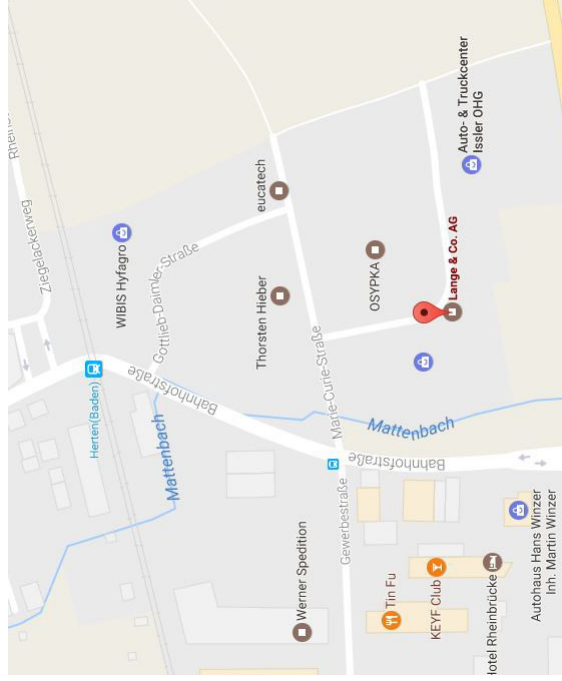 Rheinst
Ziegelackerweg
WIBIS Hyfagro
Gottlieb-Daimler-Straße
eucatech
Auto- & Truckcenter
Issler OHG
Herten(Baden)
Bahnhofstraße
Thorsten Hieber
OSYPKA
Lange & Co. AG
Mattenbach
Marie-Curie-Straße
Mattenbach
Bahnhofstraße
Gewerbestraße
Werner Spedition
Tin Fu
KEYF Club
Hotel Rheinbrücke
Autohaus Hans Winzer
Inh. Martin Winzer